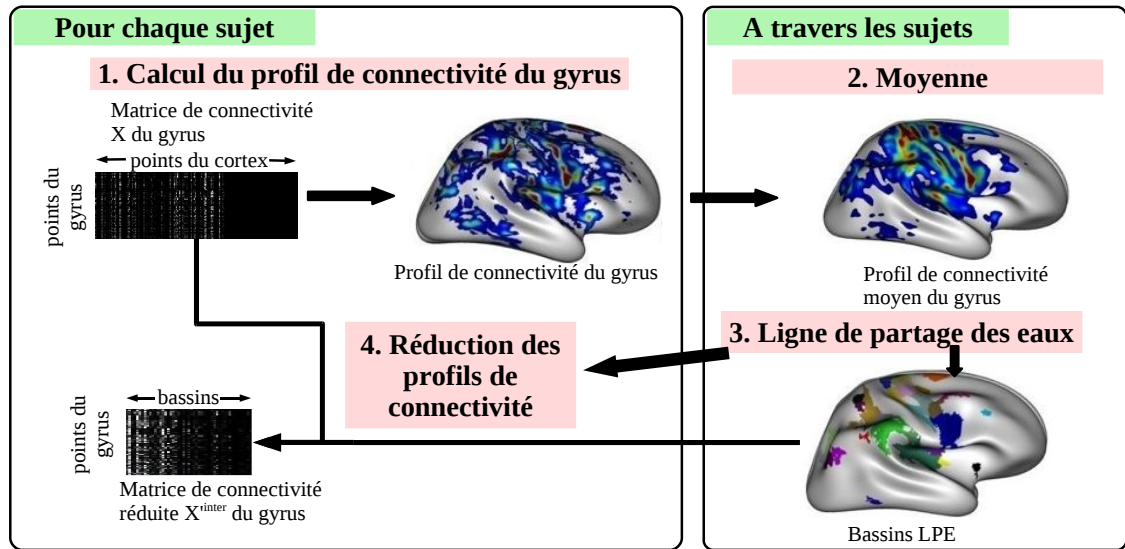 Pour chaque sujet
1. Calcul du profil de connectivité du gyrus
Matrice de connectivité
X du gyrus
points du cortex
points du
gyrus
Profil de connectivité du gyrus
4. Réduction des
profils de
connectivité
bassins
points du
gyrus
Matrice de connectivité
réduite X'inter du gyrus
A travers les sujets
2. Moyenne
Profil de connectivité
moyen du gyrus
3. Ligne de partage des eaux
Bassins LPE